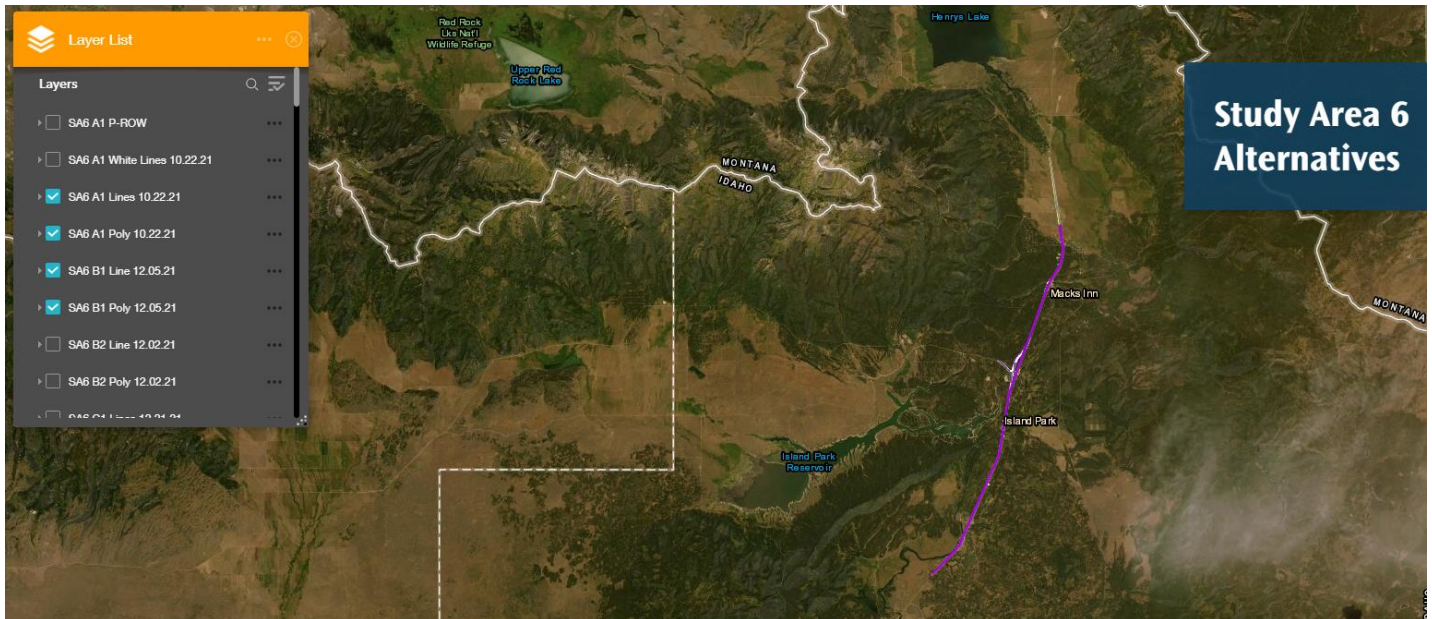 Layer List
Layers
SA6 A1 P-ROW
SA6 A1 White Lines 10.22.21
SA6 A1 Lines 10.22.21
SA6 A1 Poly 10.22.21
SA6 B1 Line 12.05.21
SA6 B1 Poly 12.05.21
SA6 B2 Line 12.02.21
SA6 B2 Poly 12.02.21
Red Rock
Lks Nat'l
Wildlife Refuge
Upper Red
Rock Lake
Henrys Lake
Study Area 6
Alternatives
MONTANA
IDAHO
Macks Inn
MONTANA
Island Park
Island Park
Reservoir